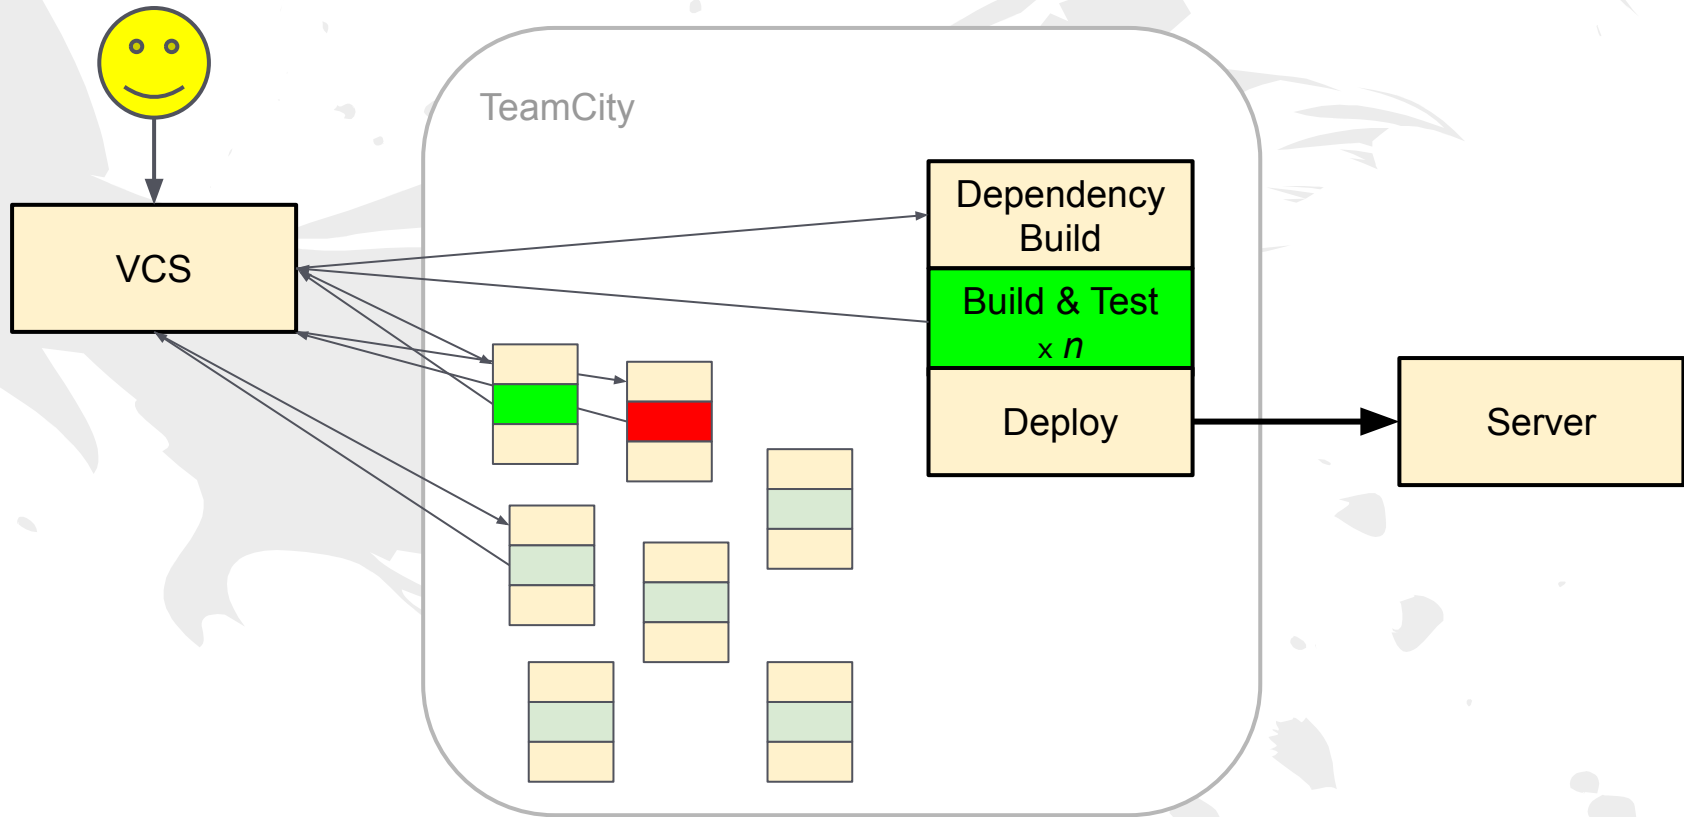 TeamCity
VCS
Dependency
Build
Build & Test
x n
Deploy
Server